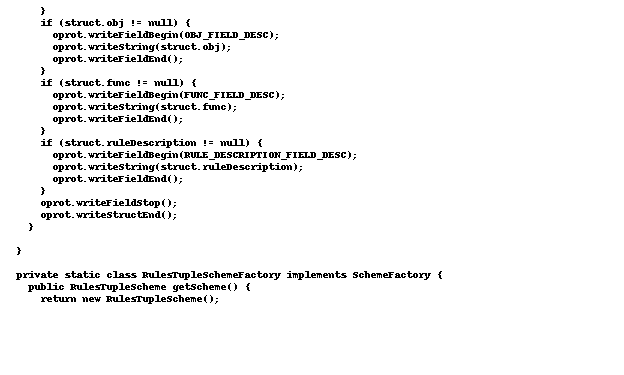 }
if (struct.obj != null) {
oprot.writeFieldBegin(OBJ_FIELD_DESC);
oprot.writeString(struct.obj);
oprot.writeFieldEnd();
}
if (struct.func != null) {
oprot.writeFieldBegin(FUNC_FIELD_DESC);
oprot.writeString(struct.func);
oprot.writeFieldEnd();
}
if (struct.ruleDescription != null) {
oprot.writeFieldBegin(RULE_DESCRIPTION_FIELD_DESC);
oprot.writeString(struct.ruleDescription);
oprot.writeFieldEnd();
}
oprot.writeFieldStop();
oprot.writeStructEnd();
}
}
private static class RulesTupleSchemeFactory implements SchemeFactory {
public RulesTupleScheme getScheme() {
return new RulesTupleScheme();